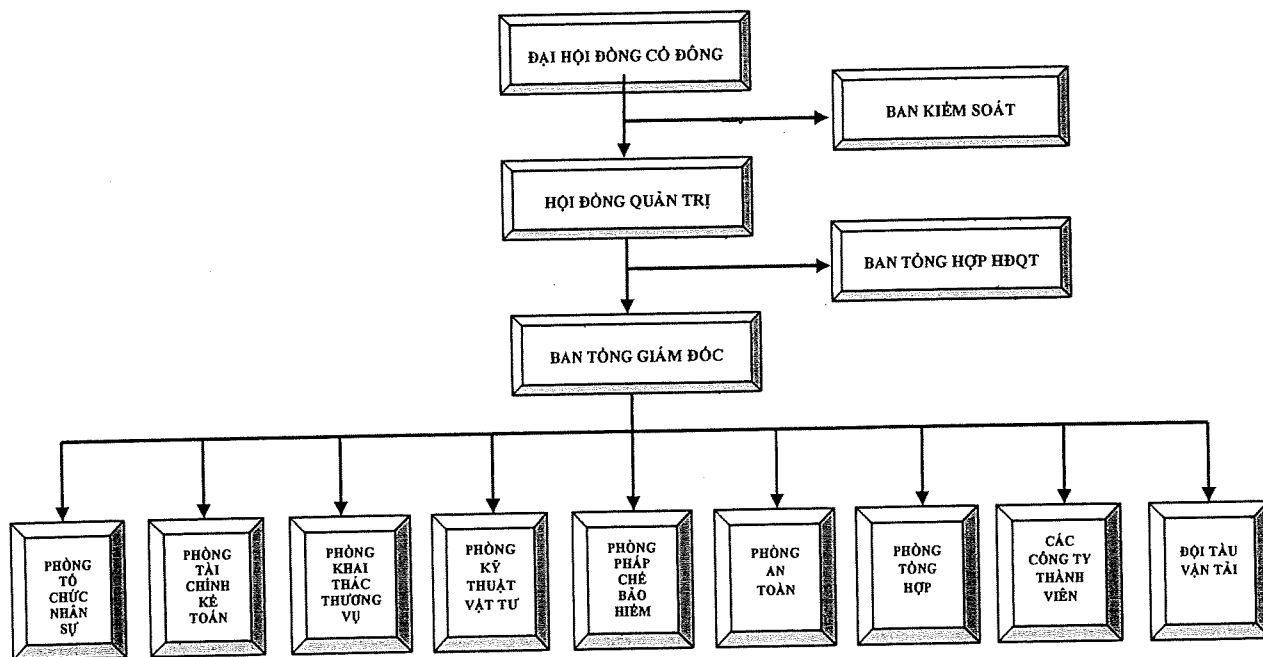 ĐẠI HỘI ĐỒNG CỔ ĐÔNG
BAN KIỂM SOÁT
HỘI ĐỒNG QUẢN TRỊ
BAN TỔNG HỢP HĐQT
BAN TỔNG GIÁM ĐỐC
PHÒNG
TỔ
CHỨC
NHÂN
SỰ
PHÒNG
TÀI
CHÍNH
KẾ
TOÁN
PHÒNG
KHAI
THÁC
THƯƠNG
VỤ
PHÒNG
KỸ
THUẬT
VẬT TƯ
PHÒNG
PHÁP
CHẾ
BẢO
HIỂM
PHÒNG
AN
TOÀN
PHÒNG
TỔNG
HỢP
CÁC
CÔNG TY
THÀNH
VIÊN
ĐỘI TÀU
VẬN TẢI